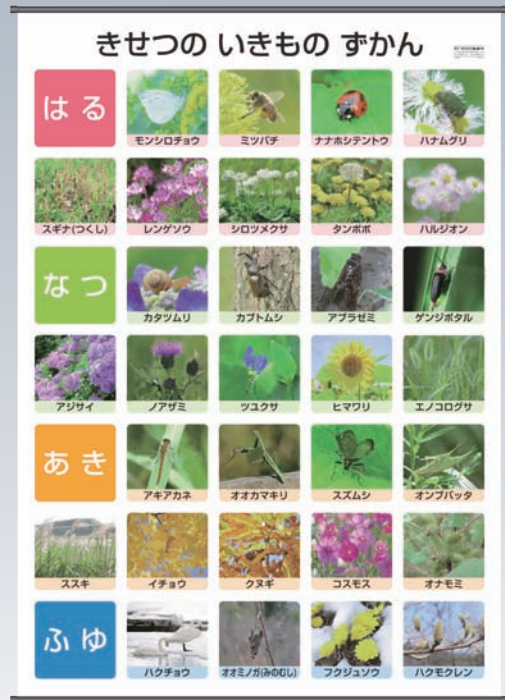 きせつの いきもの ずかん
はる
モンシロチョウ
ミツバチ
ナナホシテントウ
ハナムグリ
スギナ(つくし)
レンゲソウ
シロツメクサ
タンポポ
ハルジオン
なつ
カタツムリ
カブトムシ
アブラゼミ
ゲンジボタル
アジサイ
ノアザミ
ツユクサ
ヒマワリ
エノコログサ
あき
アキアカネ
オオカマキリ
スズムシ
オンブバッタ
ススキ
イチョウ
クヌギ
コスモス
オナモミ
ふゆ
ハクチョウ
オオミノガ(みのむし)
フクジュソウ
ハクモクレン